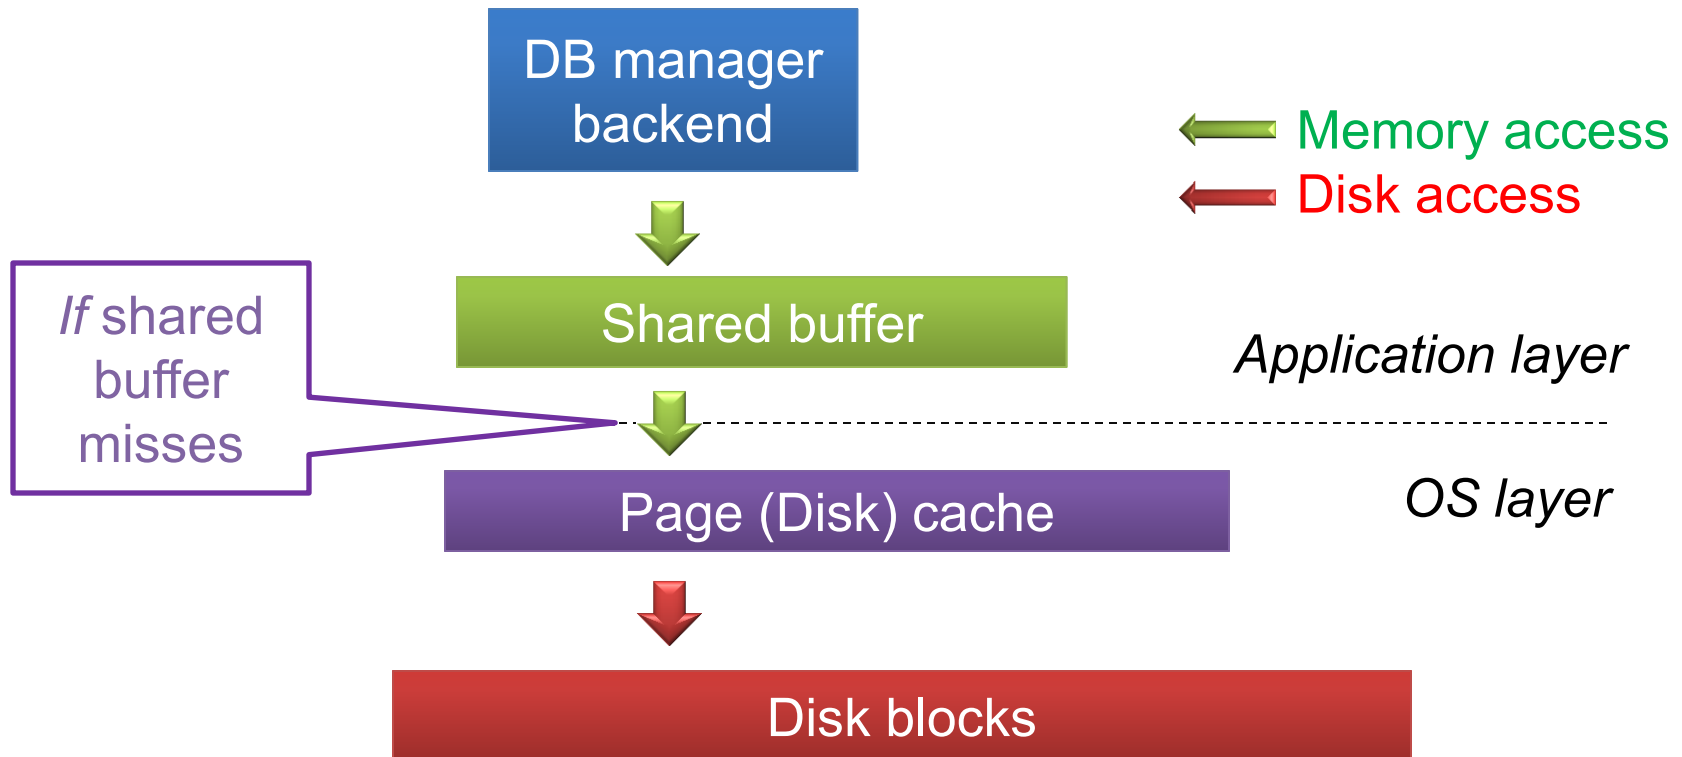 DB manager
backend
Memory access
Disk access
If shared
buffer
misses
Shared buffer
Application layer
OS layer
Page (Disk) cache
Disk blocks